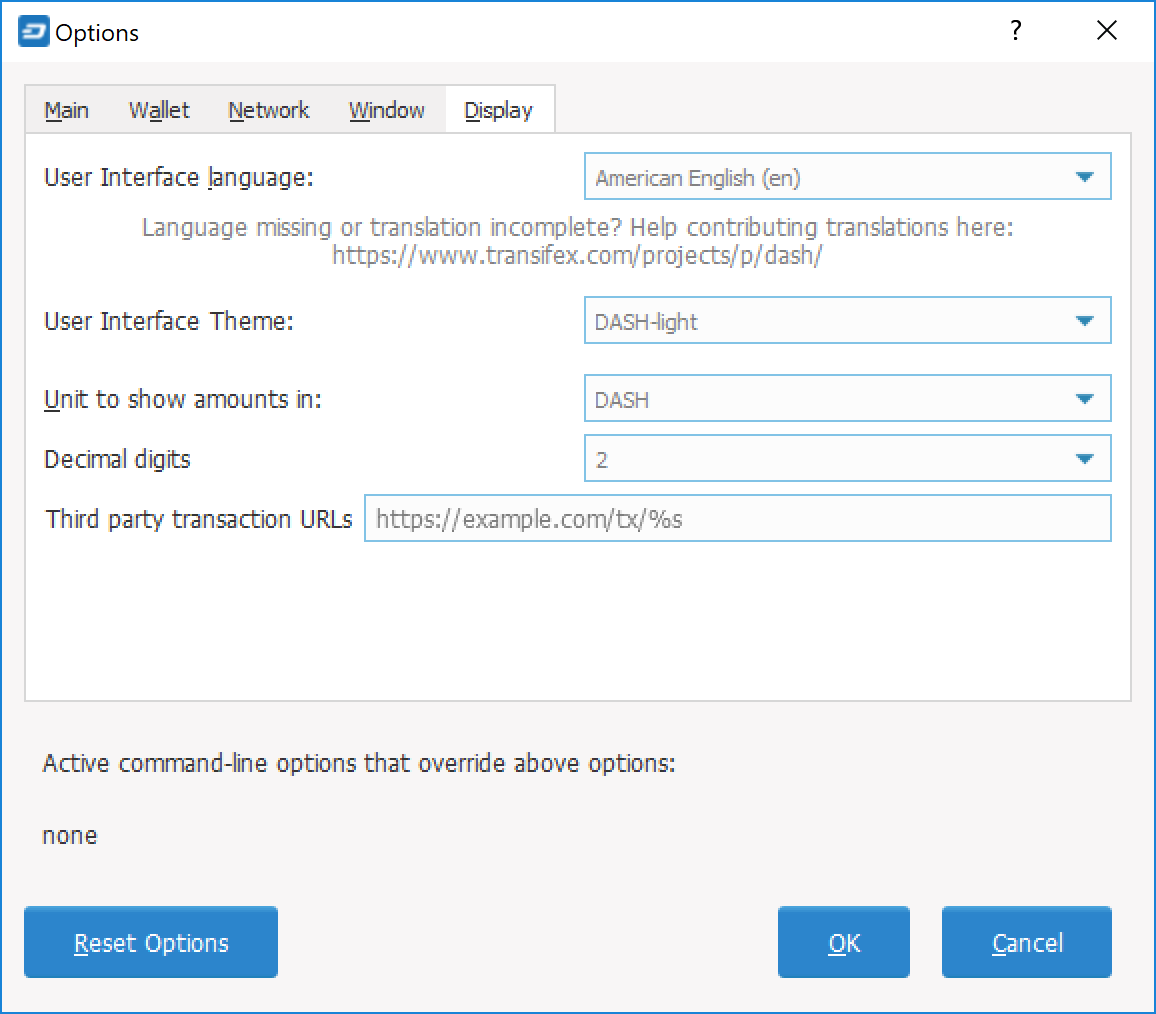 Options
?
Main Wallet Network Window Display
User Interface language: American English (en)
Language missing or translation incomplete? Help contributing translations here:
https://www.transifex.com/projects/p/dash/
User Interface Theme: DASH-light
Unit to show amounts in: DASH
Decimal digits 2
Third party transaction URLs https://example.com/tx/%s
Active command-line options that override above options:
none
Reset Options OK Cancel